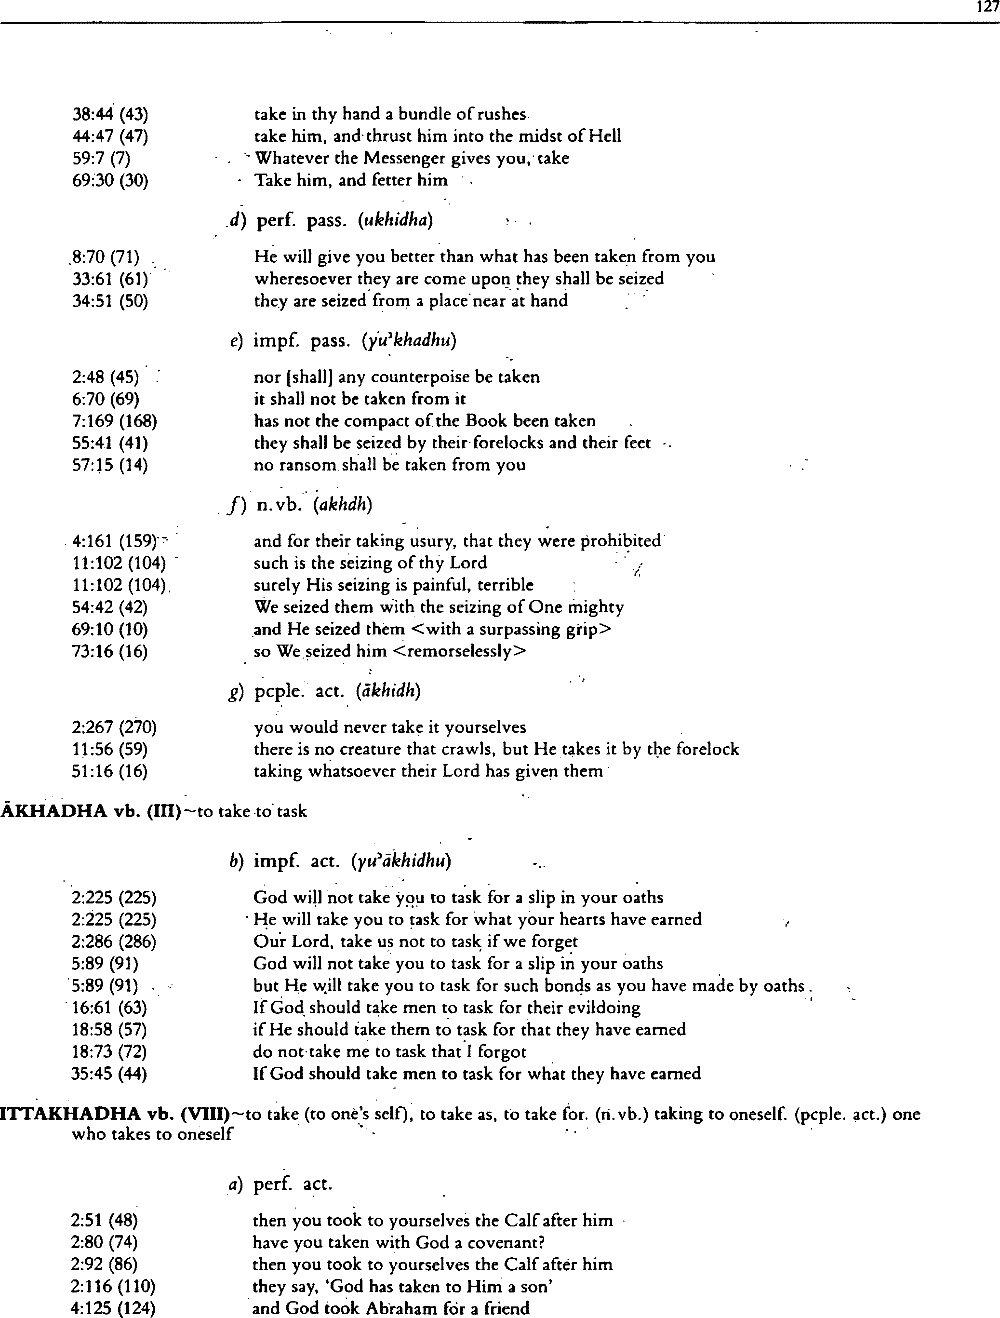 127
38:44 (43) take in thy hand a bundle of rushes
44:47 (47) take him, and thrust him into the midst of Hell
59:7 (7) Whatever the Messenger gives you, take
69:30 (30) Take him, and fetter him
d) perf. pass. (ukhidha)
8:70 (71) He will give you better than what has been taken from you
33:61 (61) wheresoever they are come upon they shall be seized
34:51 (50) they are seized from a place near at hand
e) impf. pass. (yuʾkhadhu)
2:48 (45) nor [shall] any counterpoise be taken
6:70 (69) it shall not be taken from it
7:169 (168) has not the compact of the Book been taken
55:41 (41) they shall be seized by their forelocks and their feet
57:15 (14) no ransom shall be taken from you
f) n.vb. (akhdh)
4:161 (159) and for their taking usury, that they were prohibited
11:102 (104) such is the seizing of thy Lord
11:102 (104) surely His seizing is painful, terrible
54:42 (42) We seized them with the seizing of One mighty
69:10 (10) and He seized them <with a surpassing grip>
73:16 (16) so We seized him <remorselessly>
g) pcple. act. (ākhidh)
2:267 (270) you would never take it yourselves
11:56 (59) there is no creature that crawls, but He takes it by the forelock
51:16 (16) taking whatsoever their Lord has given them
ĀKHADHA vb. (III)~to take to task
b) impf. act. (yuʾākhidhu)
2:225 (225) God will not take you to task for a slip in your oaths
2:225 (225) He will take you to task for what your hearts have earned
2:286 (286) Our Lord, take us not to task if we forget
5:89 (91) God will not take you to task for a slip in your oaths
5:89 (91) but He will take you to task for such bonds as you have made by oaths
16:61 (63) If God should take men to task for their evildoing
18:58 (57) if He should take them to task for that they have earned
18:73 (72) do not take me to task that I forgot
35:45 (44) If God should take men to task for what they have earned
ITTAKHADHA vb. (VIII)~to take (to one's self), to take as, to take for. (n.vb.) taking to oneself. (pcple. act.) one
who takes to oneself
a) perf. act.
2:51 (48) then you took to yourselves the Calf after him
2:80 (74) have you taken with God a covenant?
2:92 (86) then you took to yourselves the Calf after him
2:116 (110) they say, 'God has taken to Him a son'
4:125 (124) and God took Abraham for a friend